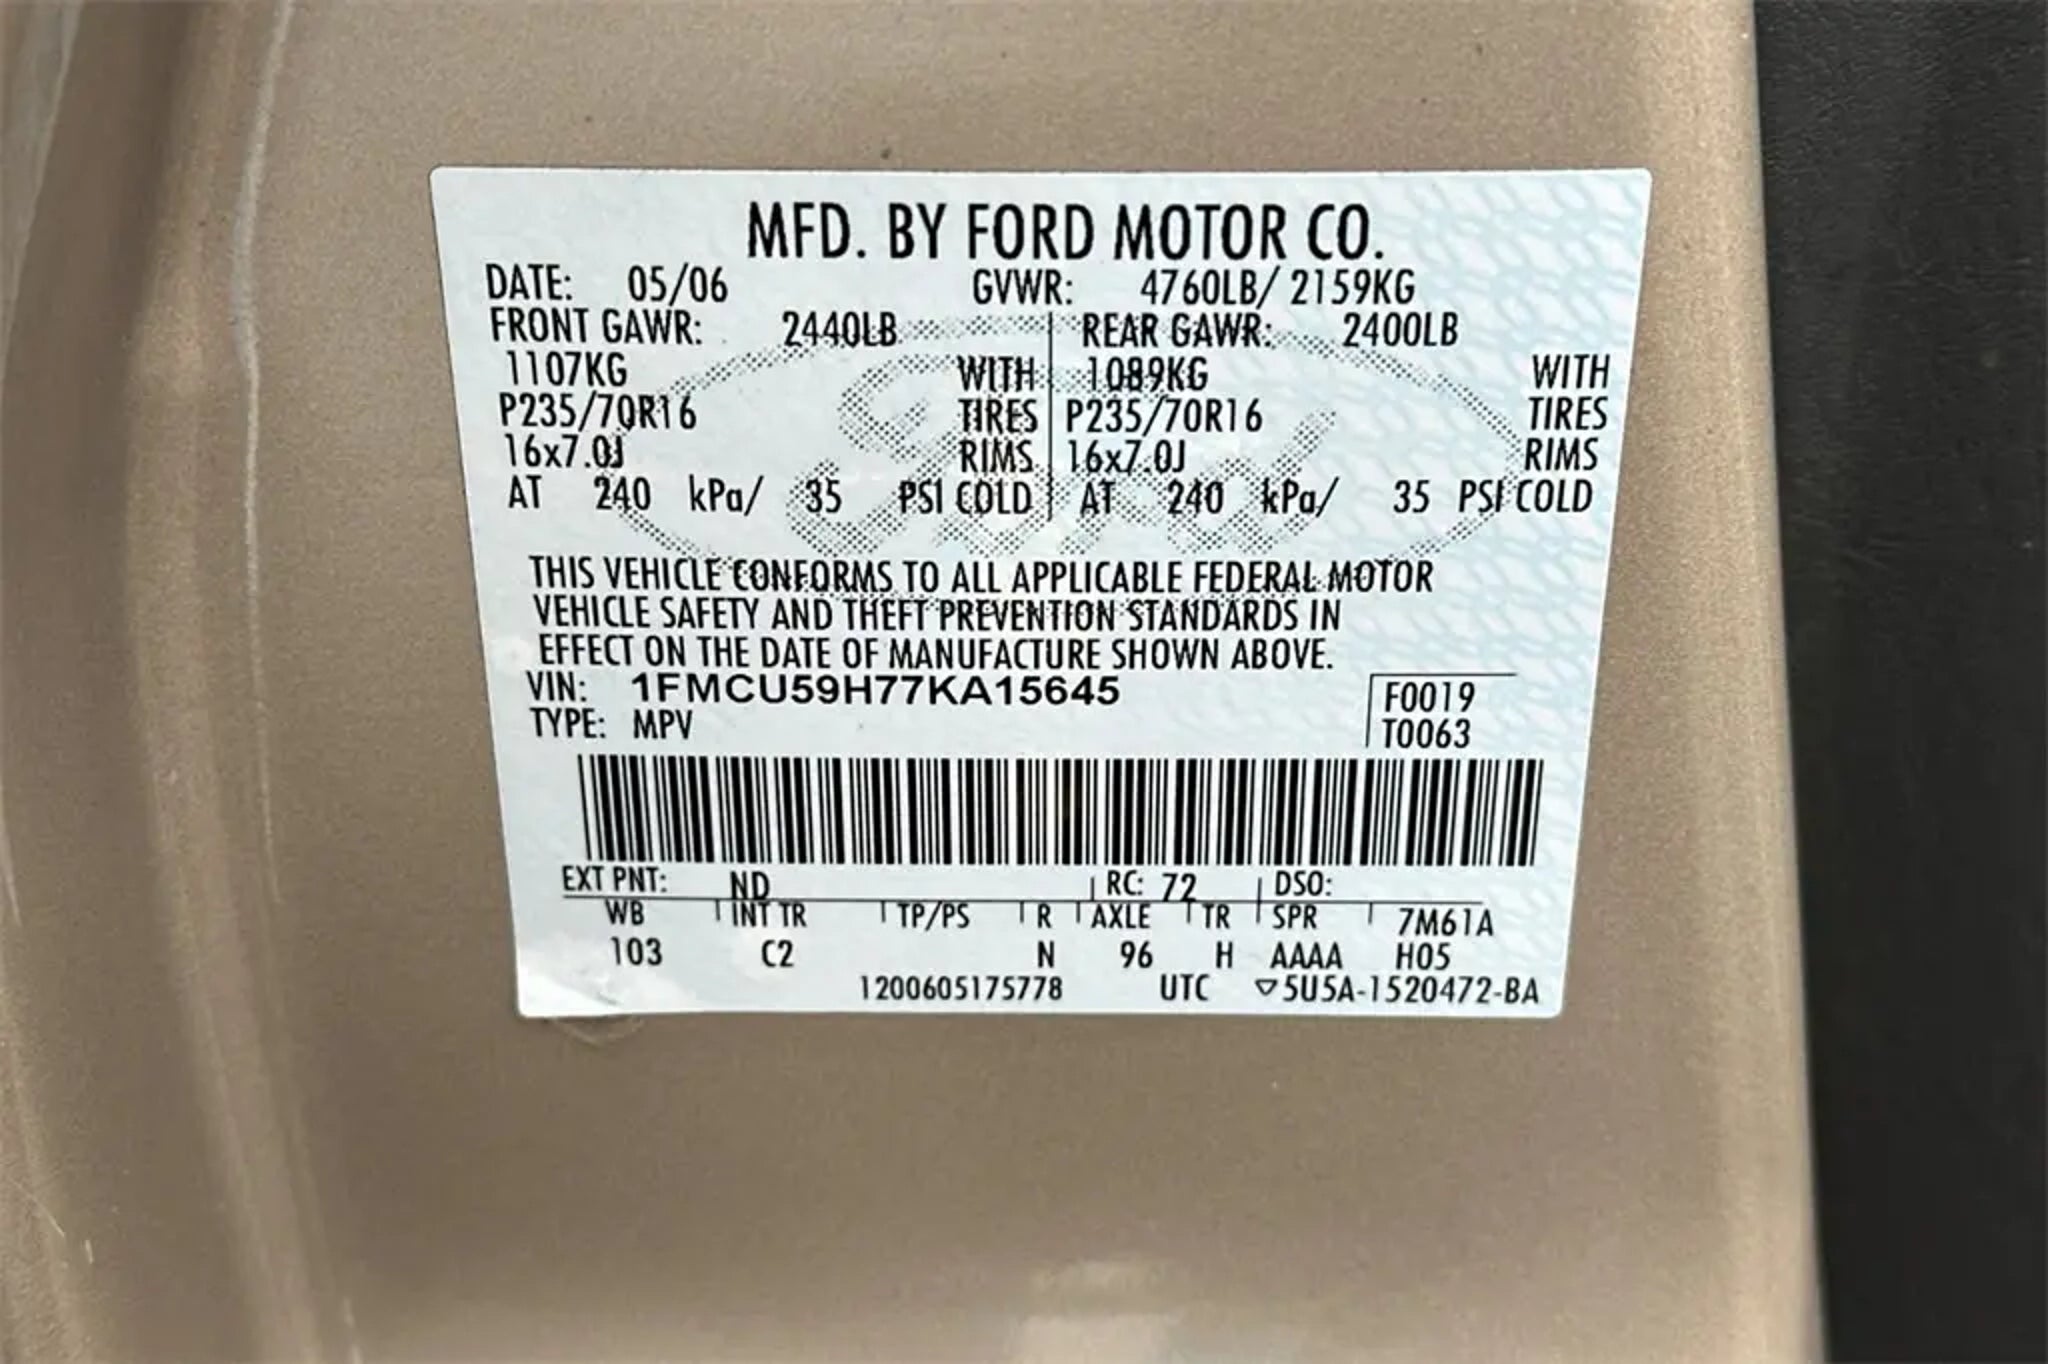 MFD. BY FORD MOTOR CO.
DATE: 05/06 GVWR: 4760LB/ 2159KG
FRONT GAWR: 2440LB REAR GAWR: 2400LB
1107KG WITH 1089KG WITH
P235/70R16 TIRES P235/70R16 TIRES
16x7.0J RIMS 16x7.0J RIMS
AT 240 kPa/ 35 PSI COLD AT 240 kPa/ 35 PSI COLD
Ford
THIS VEHICLE CONFORMS TO ALL APPLICABLE FEDERAL MOTOR
VEHICLE SAFETY AND THEFT PREVENTION STANDARDS IN
EFFECT ON THE DATE OF MANUFACTURE SHOWN ABOVE.
VIN: 1FMCU59H77KA15645 F0019
TYPE: MPV T0063
EXT PNT: ND RC: 72 DSO:
WB INT TR TP/PS R AXLE TR SPR 7M61A
103 C2 N 96 H AAAA H05
1200605175778 UTC ▽5U5A-1520472-BA